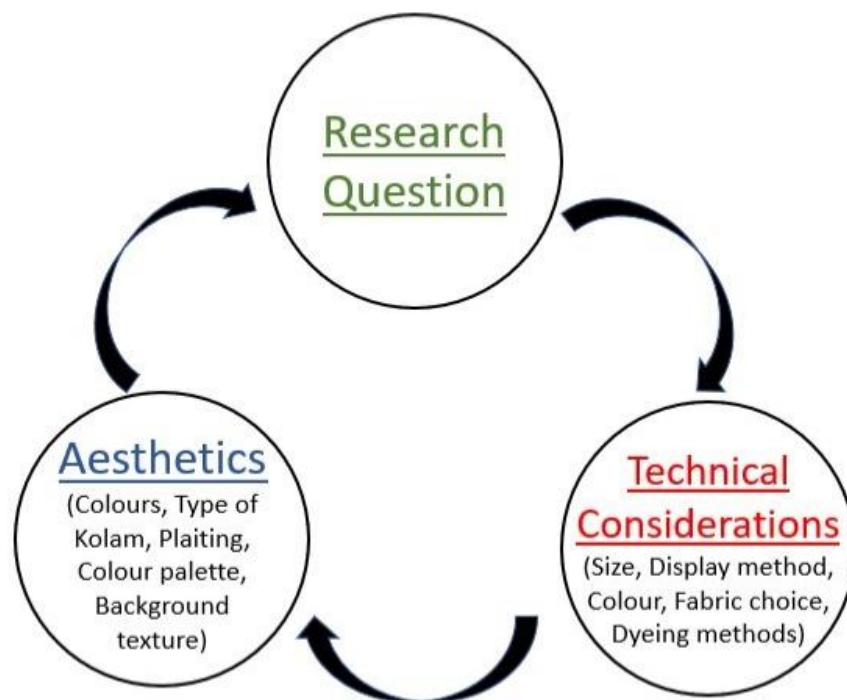 Research
Question
Aesthetics
(Colours, Type of
Kolam, Plaiting,
Colour palette,
Background
texture)
Technical
Considerations
(Size, Display method,
Colour, Fabric choice,
Dyeing methods)